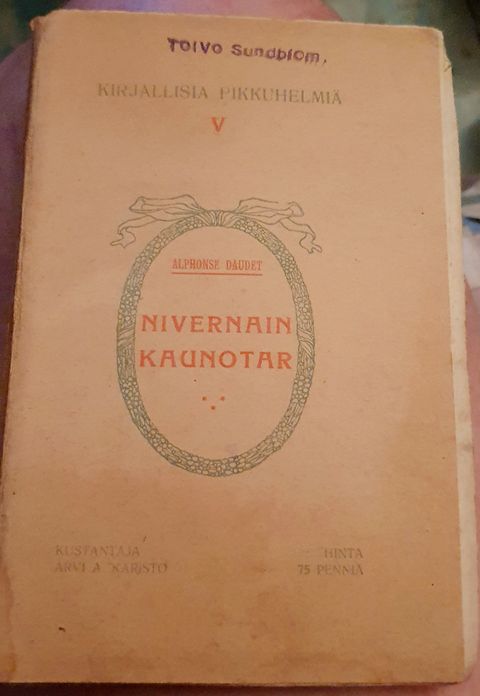 Toivo Sundblom.
KIRJALLISIA PIKKUHELMIÄ
V
ALPHONSE DAUDET
NIVERNAIN
KAUNOTAR
KUSTANTAJA
ARVI A. KARISTO
HINTA
75 PENNIÄ